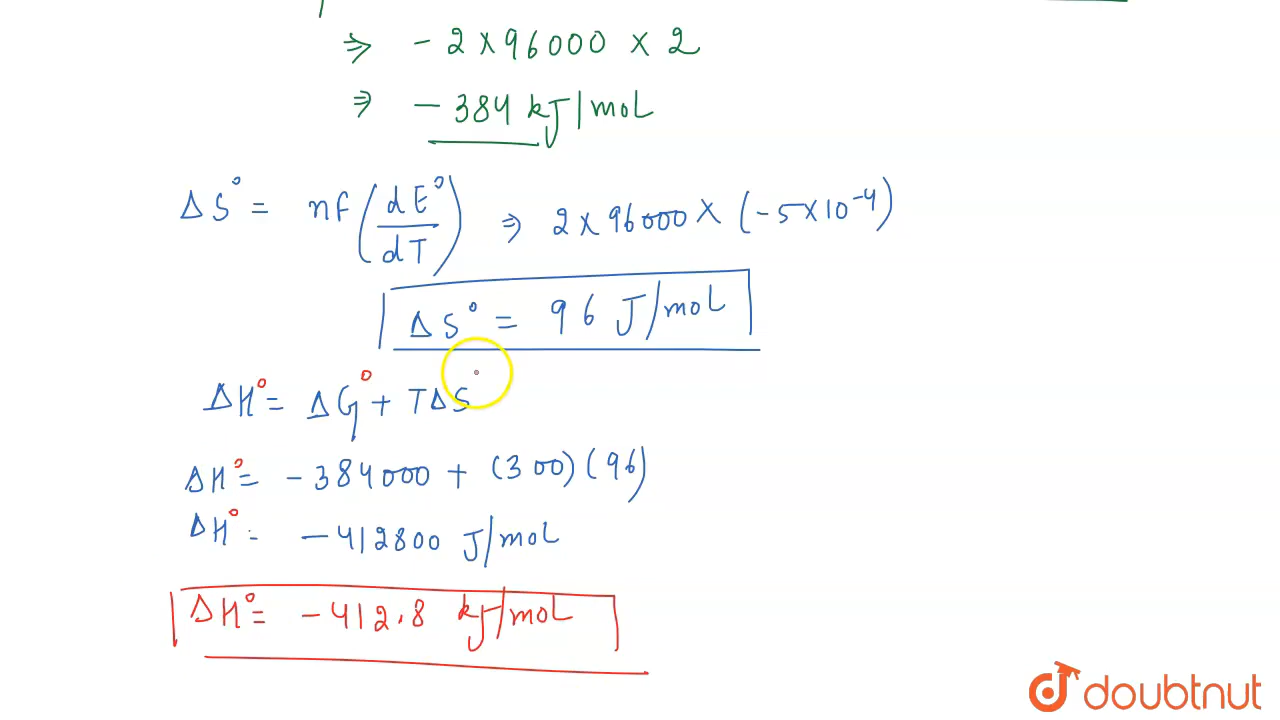 ⇒ - 2 × 96000 × 2
⇒ - 384 kJ/mol
ΔS° = nf (dE°/dT) ⇒ 2 × 96000 × (-5×10⁻⁴)
ΔS° = 96 J/mol
ΔH° = ΔG° + TΔS
ΔH° = - 384000 + (300)(96)
ΔH° = - 412800 J/mol
ΔH° = - 412.8 kJ/mol
doubtnut